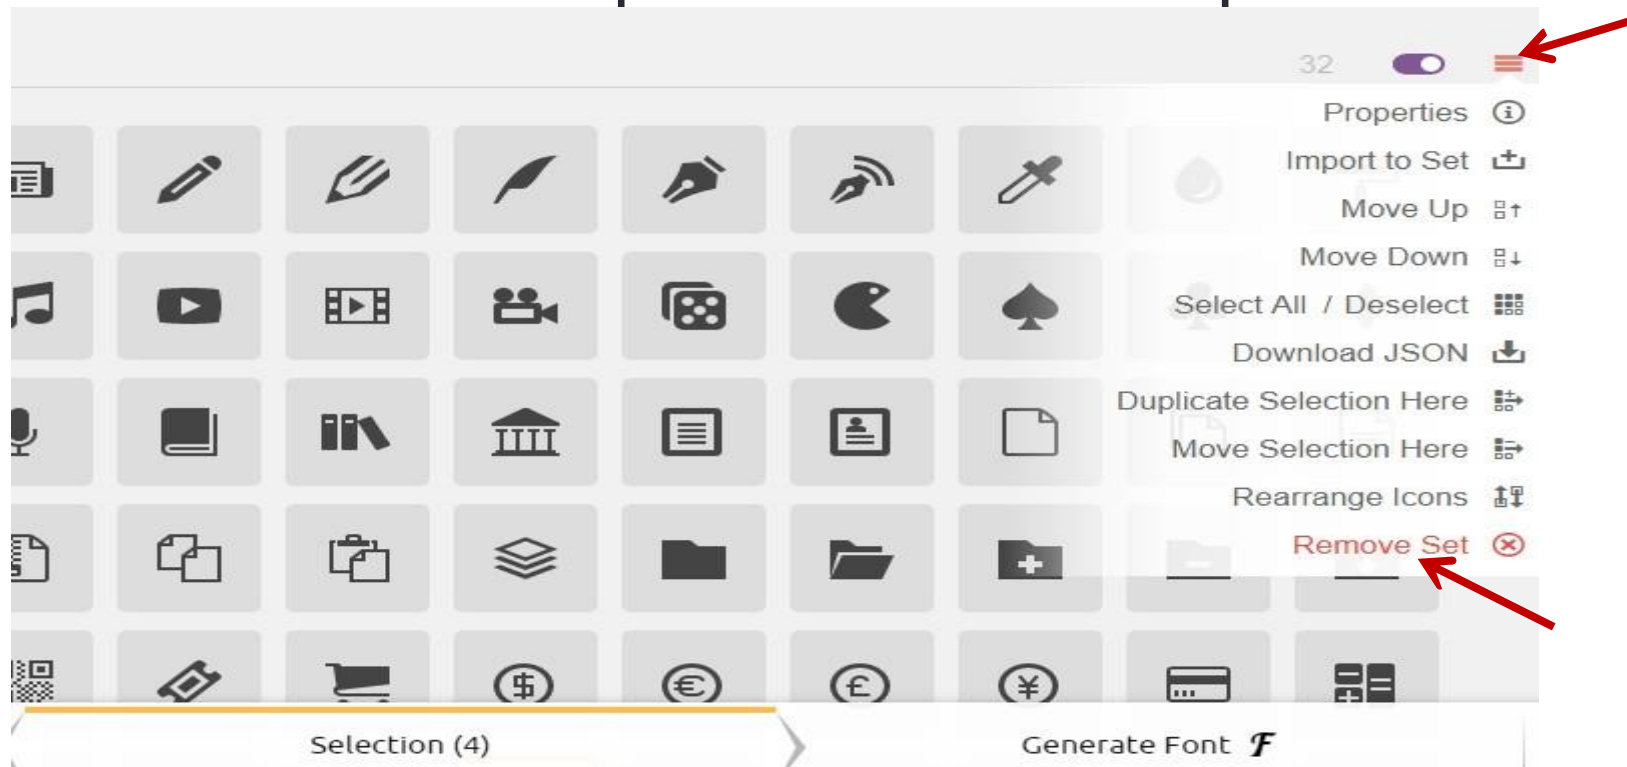 32
Properties
Import to Set
Move Up
Move Down
Select All / Deselect
Download JSON
Duplicate Selection Here
Move Selection Here
Rearrange Icons
Remove Set
Selection (4)
Generate Font